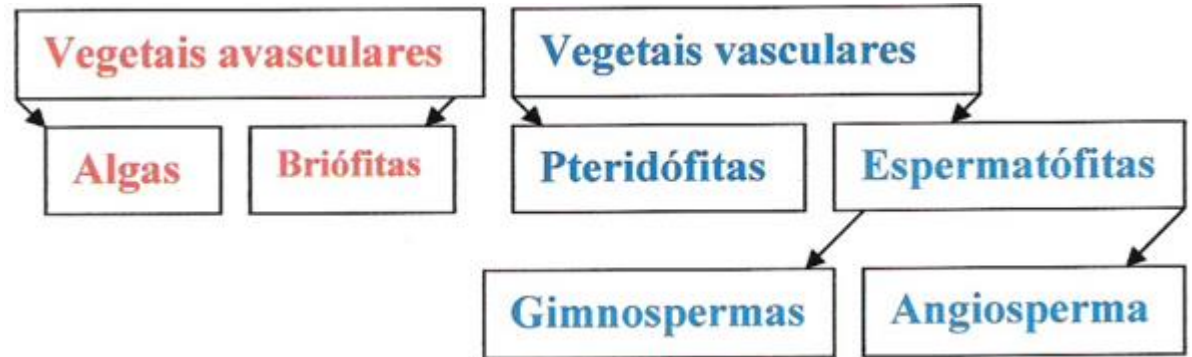 Vegetais avasculares
Vegetais vasculares
Algas
Briófitas
Pteridófitas
Espermatófitas
Gimnospermas
Angiosperma